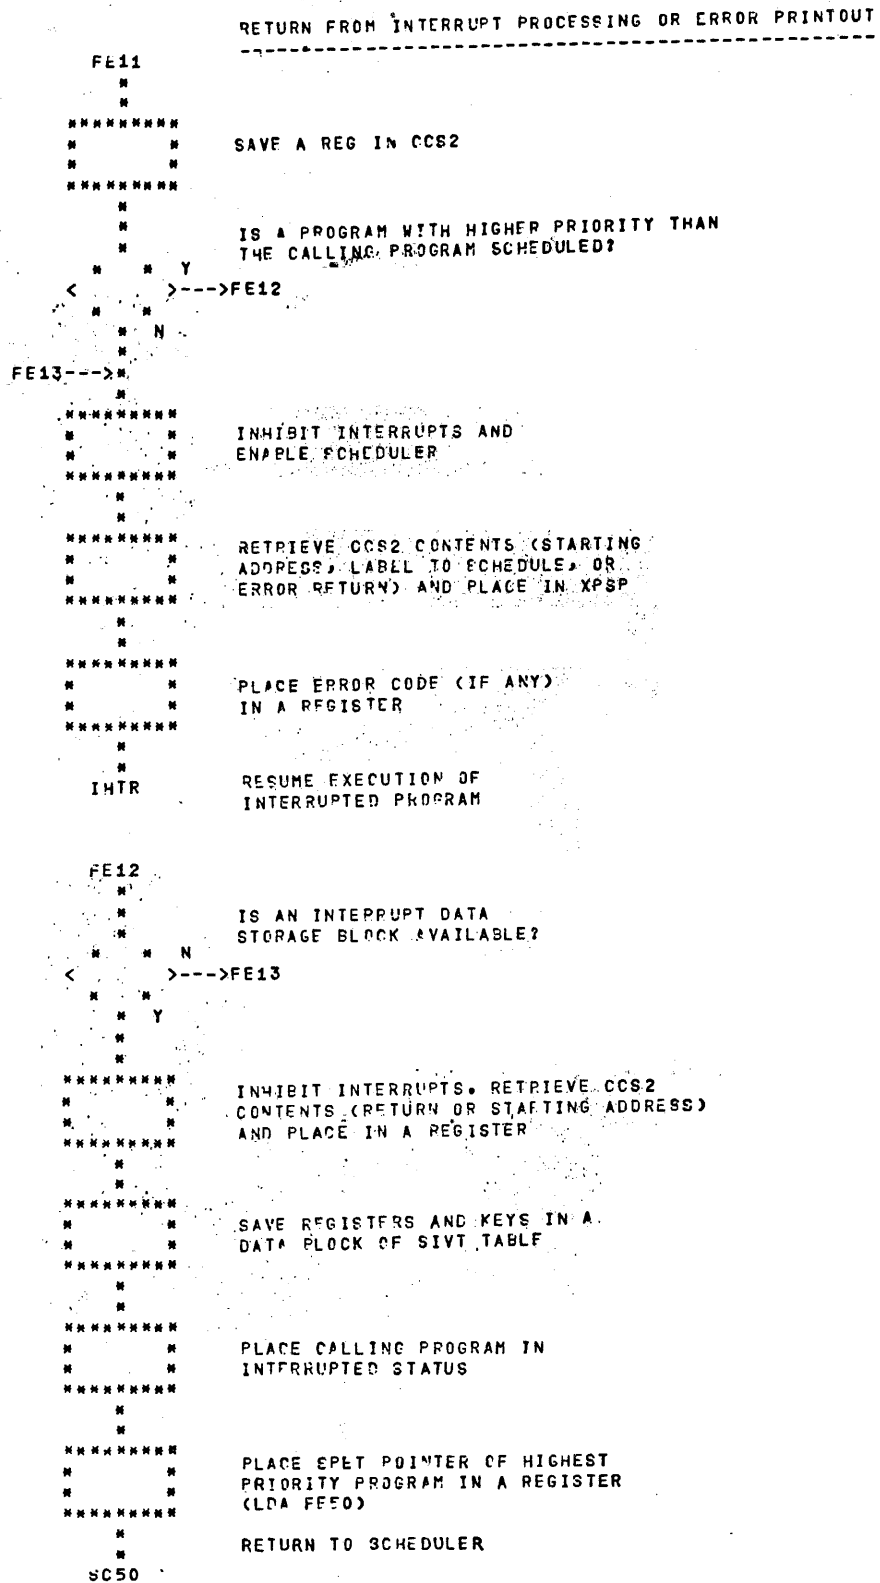 RETURN FROM INTERRUPT PROCESSING OR ERROR PRINTOUT
FE11
SAVE A REG IN CCS2
IS A PROGRAM WITH HIGHER PRIORITY THAN
THE CALLING PROGRAM SCHEDULED?
Y
<    >--->FE12
N
FE13--->*
INHIBIT INTERRUPTS AND
ENABLE SCHEDULER
RETRIEVE CCS2 CONTENTS (STARTING
ADDRESS, LABEL TO SCHEDULE, OR
ERROR RETURN) AND PLACE IN XPSP
PLACE ERROR CODE (IF ANY)
IN A REGISTER
IHTR
RESUME EXECUTION OF
INTERRUPTED PROGRAM
FE12
IS AN INTERRUPT DATA
STORAGE BLOCK AVAILABLE?
N
<    >--->FE13
Y
INHIBIT INTERRUPTS. RETRIEVE CCS2
CONTENTS (RETURN OR STARTING ADDRESS)
AND PLACE IN A REGISTER
SAVE REGISTERS AND KEYS IN A
DATA BLOCK OF SIVT TABLE
PLACE CALLING PROGRAM IN
INTERRUPTED STATUS
PLACE SPET POINTER OF HIGHEST
PRIORITY PROGRAM IN A REGISTER
(LDA
RETURN TO SCHEDULER
SC50